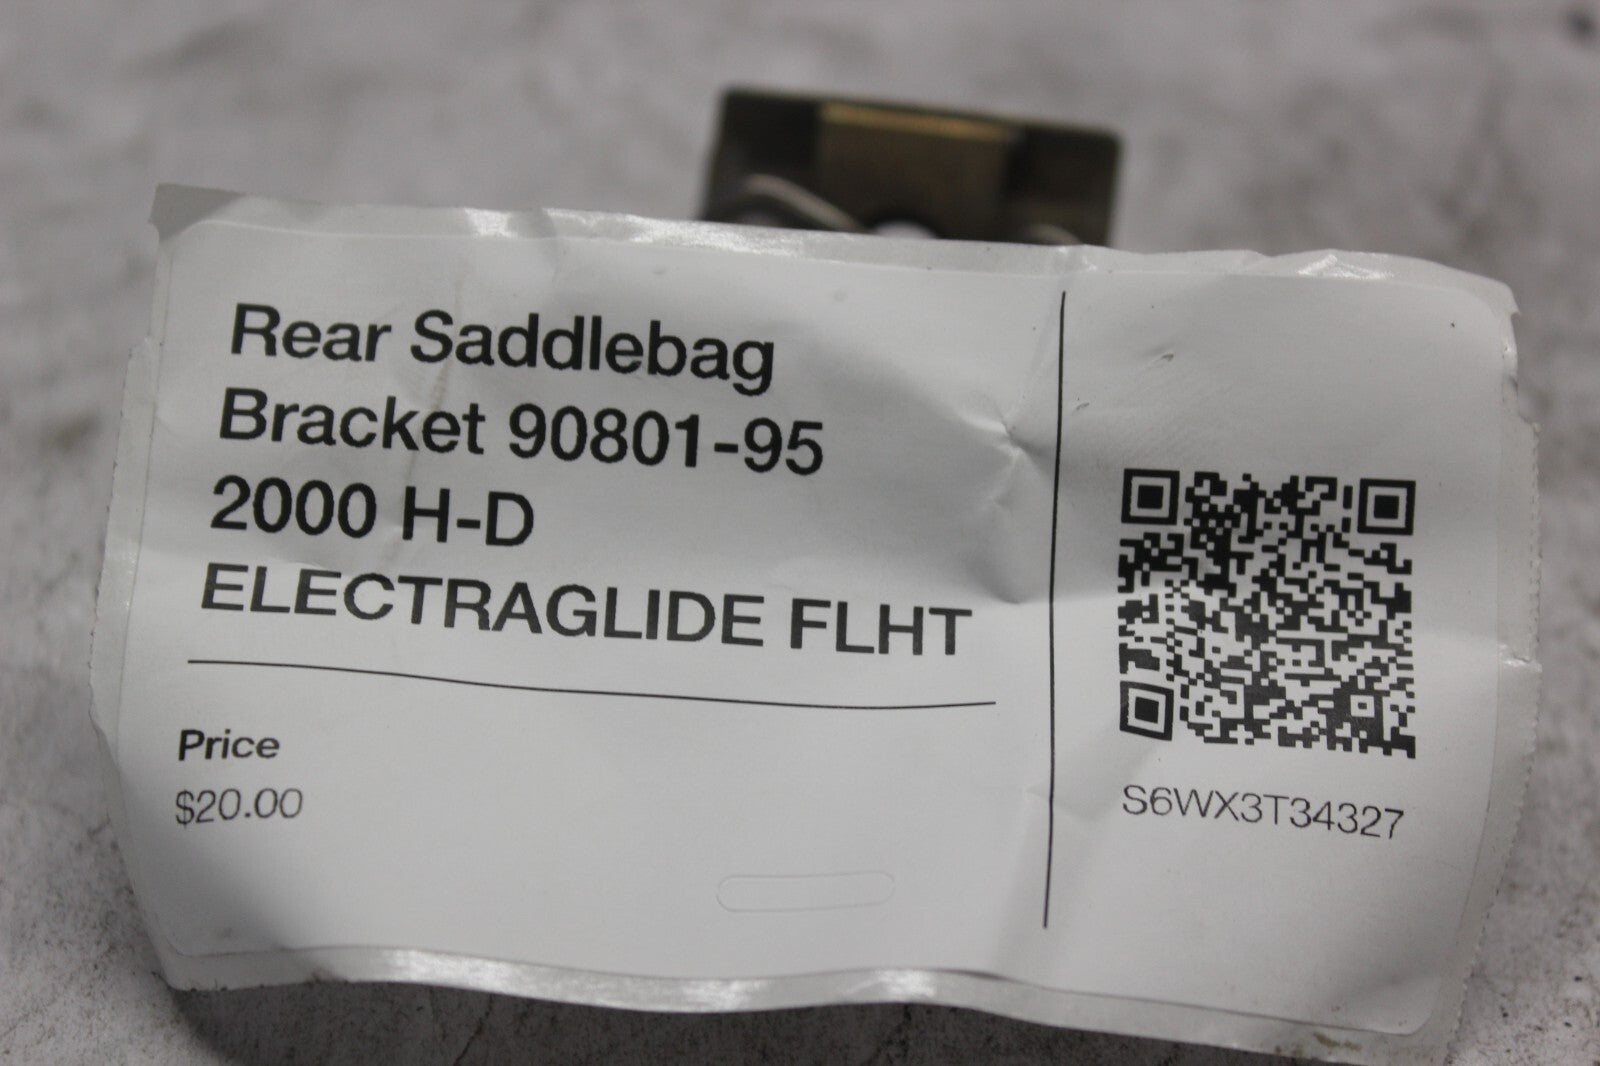 Rear Saddlebag
Bracket 90801-95
2000 H-D
ELECTRAGLIDE FLHT
Price
$20.00
S6WX3T34327